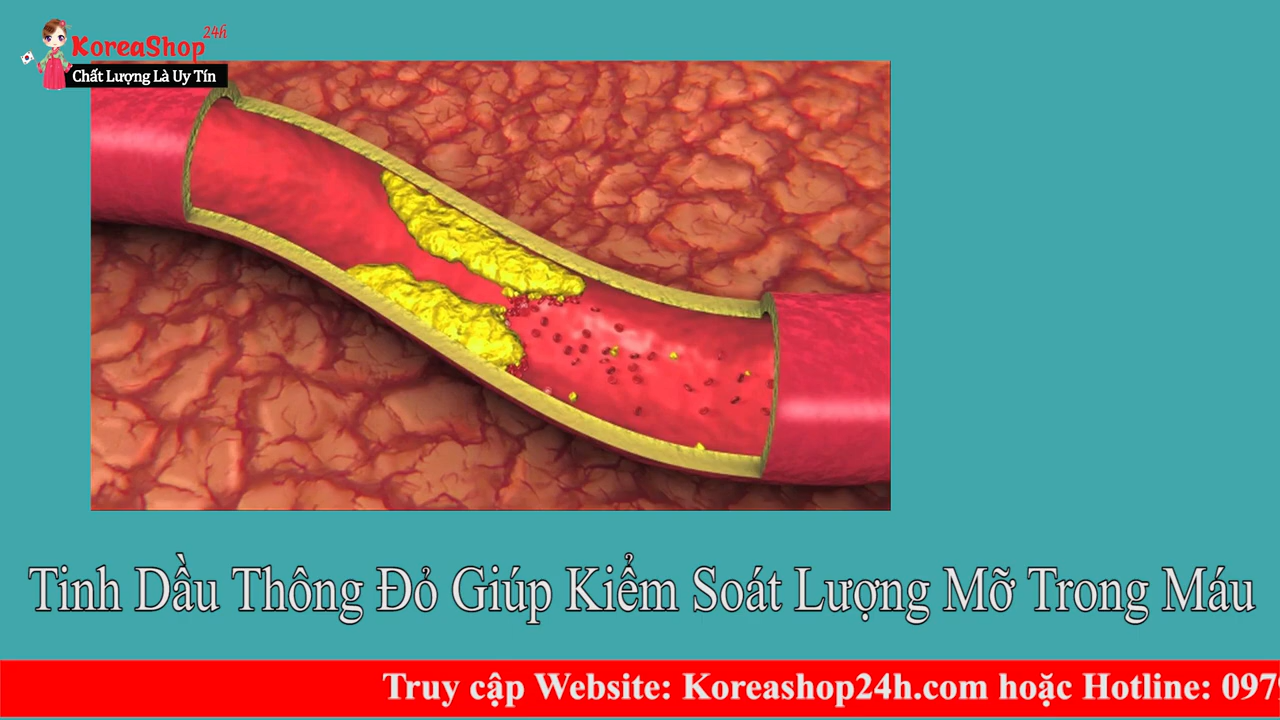 24h
KoreaShop
Chất Lượng Là Uy Tín
Tinh Dầu Thông Đỏ Giúp Kiểm Soát Lượng Mỡ Trong Máu
Truy cập Website: Koreashop24h.com hoặc Hotline: 097